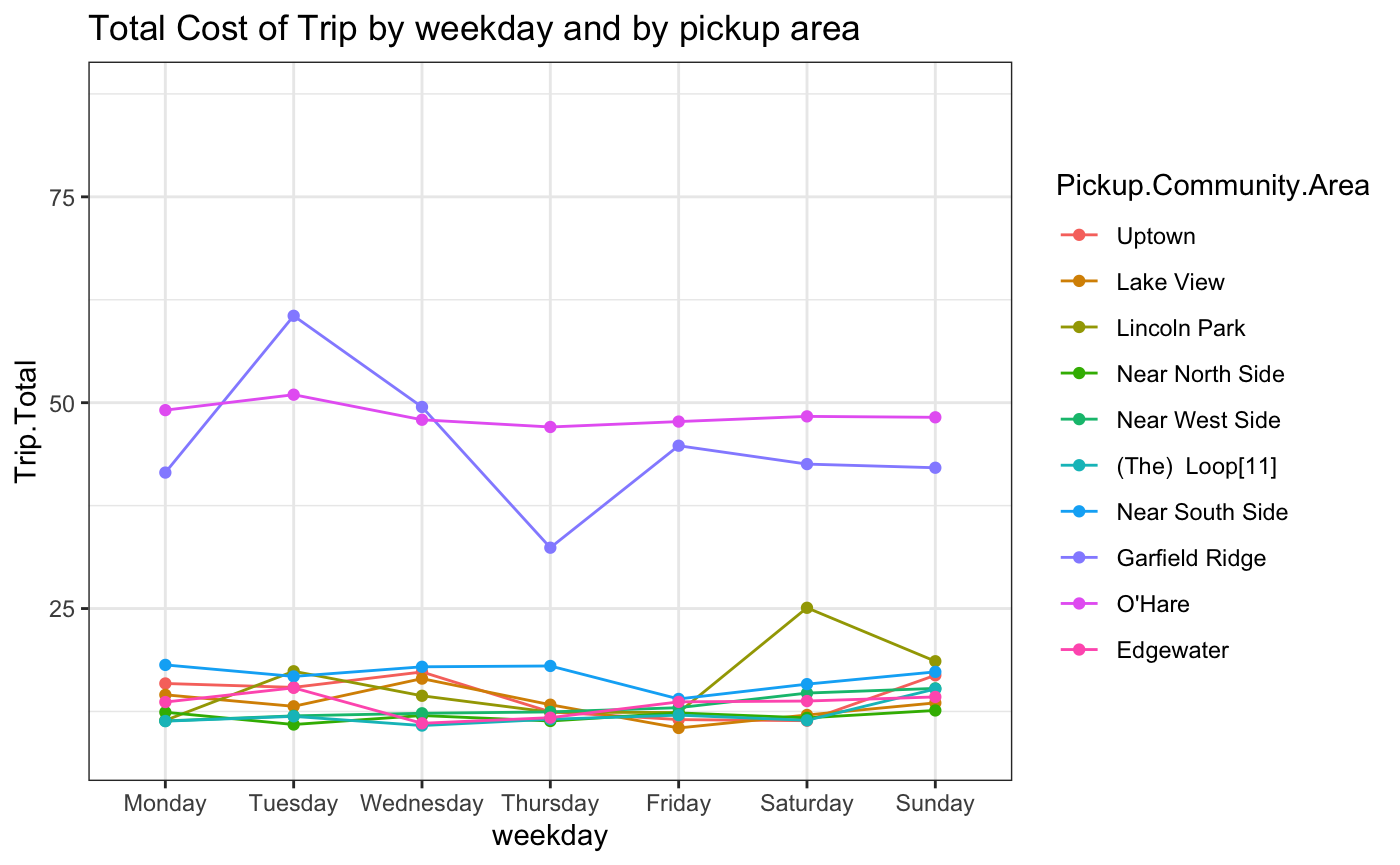 Total Cost of Trip by weekday and by pickup area
Trip.Total
75
50
25
Monday Tuesday Wednesday Thursday Friday Saturday Sunday
weekday
Pickup.Community.Area
Uptown
Lake View
Lincoln Park
Near North Side
Near West Side
(The)  Loop[11]
Near South Side
Garfield Ridge
O'Hare
Edgewater